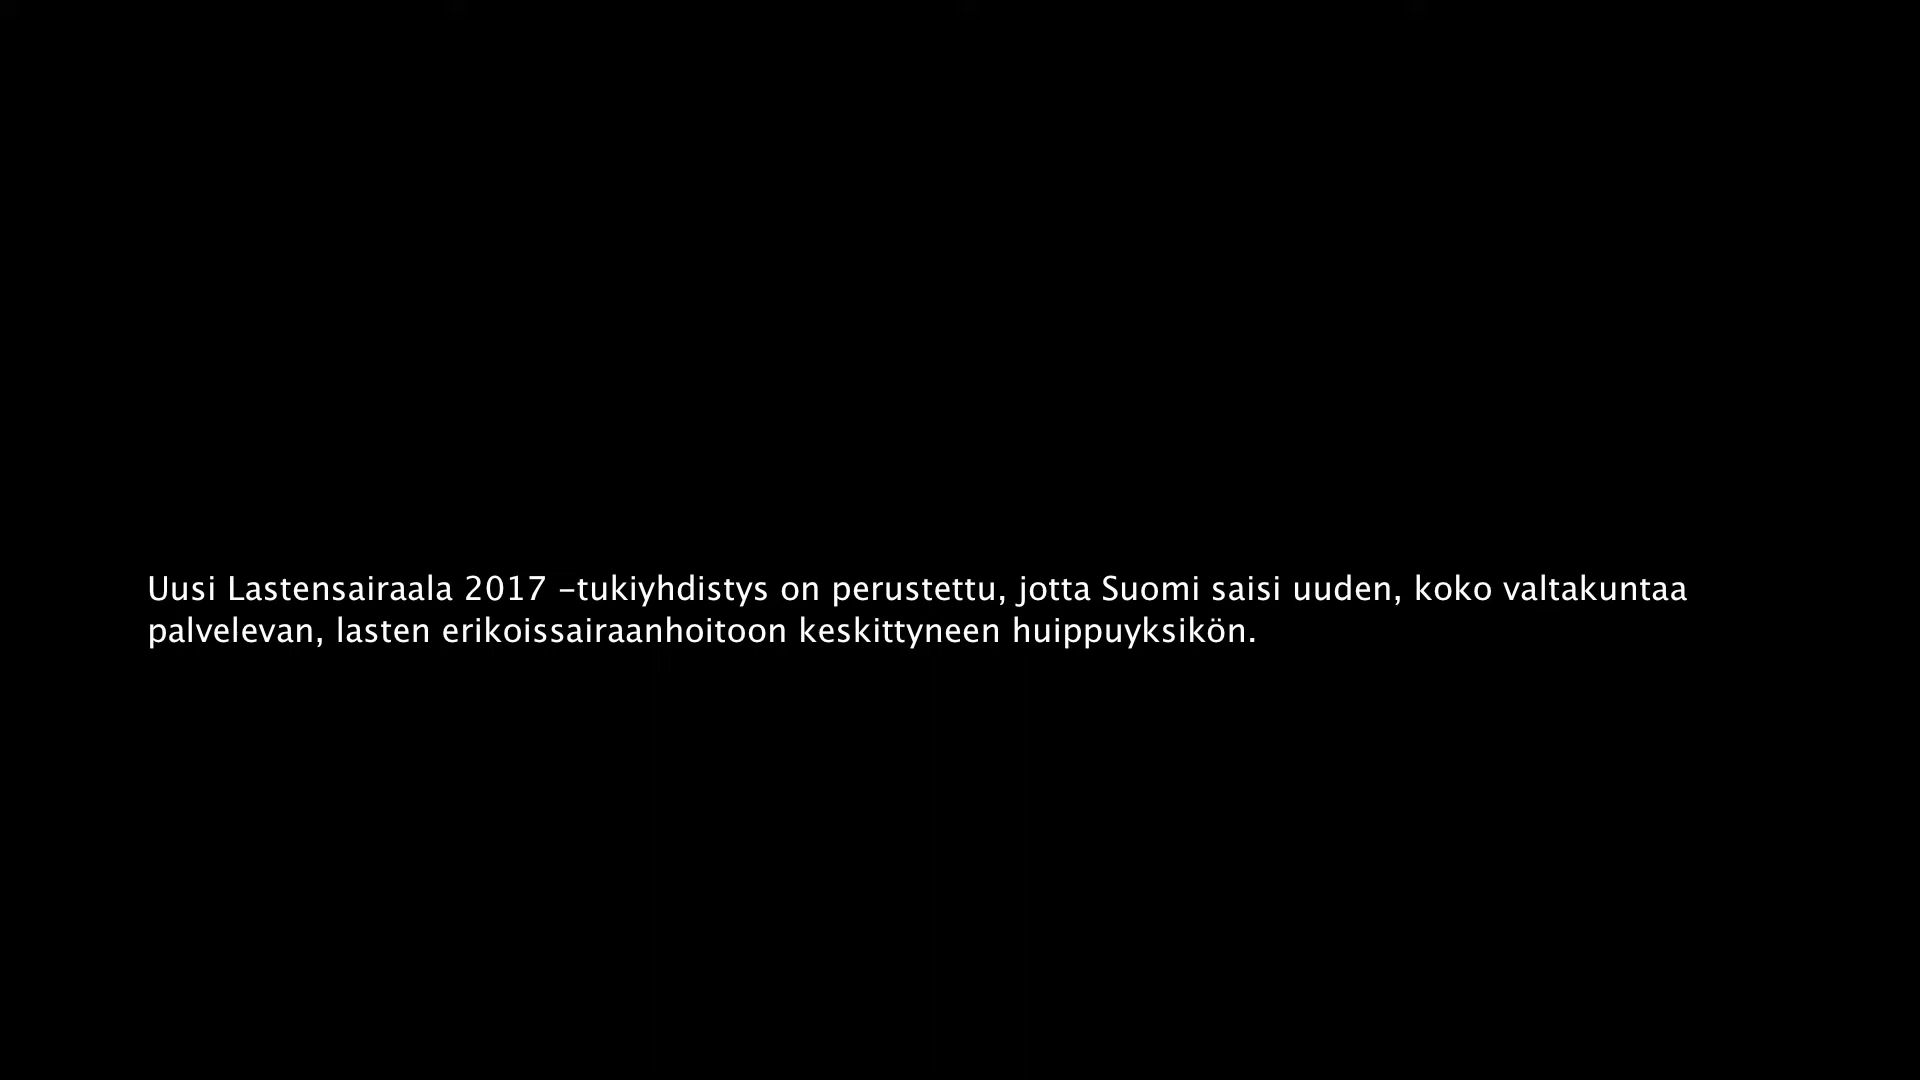 Uusi Lastensairaala 2017 –tukiyhdistys on perustettu, jotta Suomi saisi uuden, koko valtakuntaa
palvelevan, lasten erikoissairaanhoitoon keskittyneen huippuyksikön.